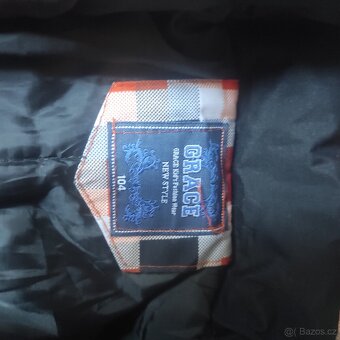 GRACE
GRACE Kid's Fashion Wear
NEW STYLE
104
© Bazos.cz